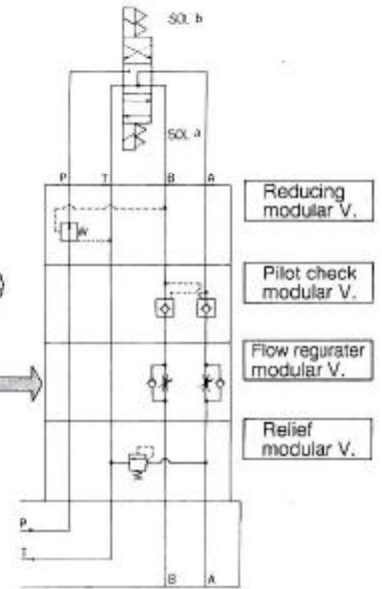 SOL b
SOL a
P T B A
Reducing
modular V.
Pilot check
modular V.
Flow regurater
modular V.
Relief
modular V.
P
T
B A